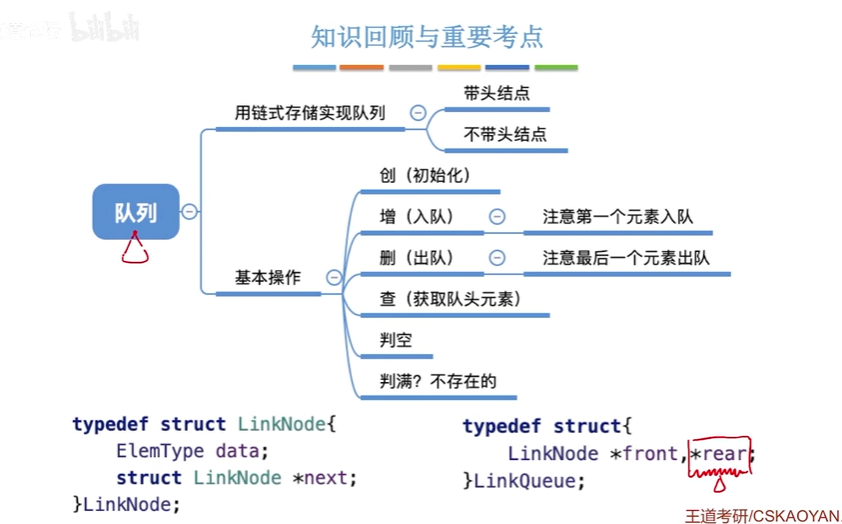 bilibili
知识回顾与重要考点
用链式存储实现队列
带头结点
不带头结点
队列
基本操作
创（初始化）
增（入队）
注意第一个元素入队
删（出队）
注意最后一个元素出队
查（获取队头元素）
判空
判满？不存在的
typedef struct LinkNode{
ElemType data;
struct LinkNode *next;
}LinkNode;
typedef struct{
LinkNode *front,*rear;
}LinkQueue;
王道考研/CSKAOYAN.